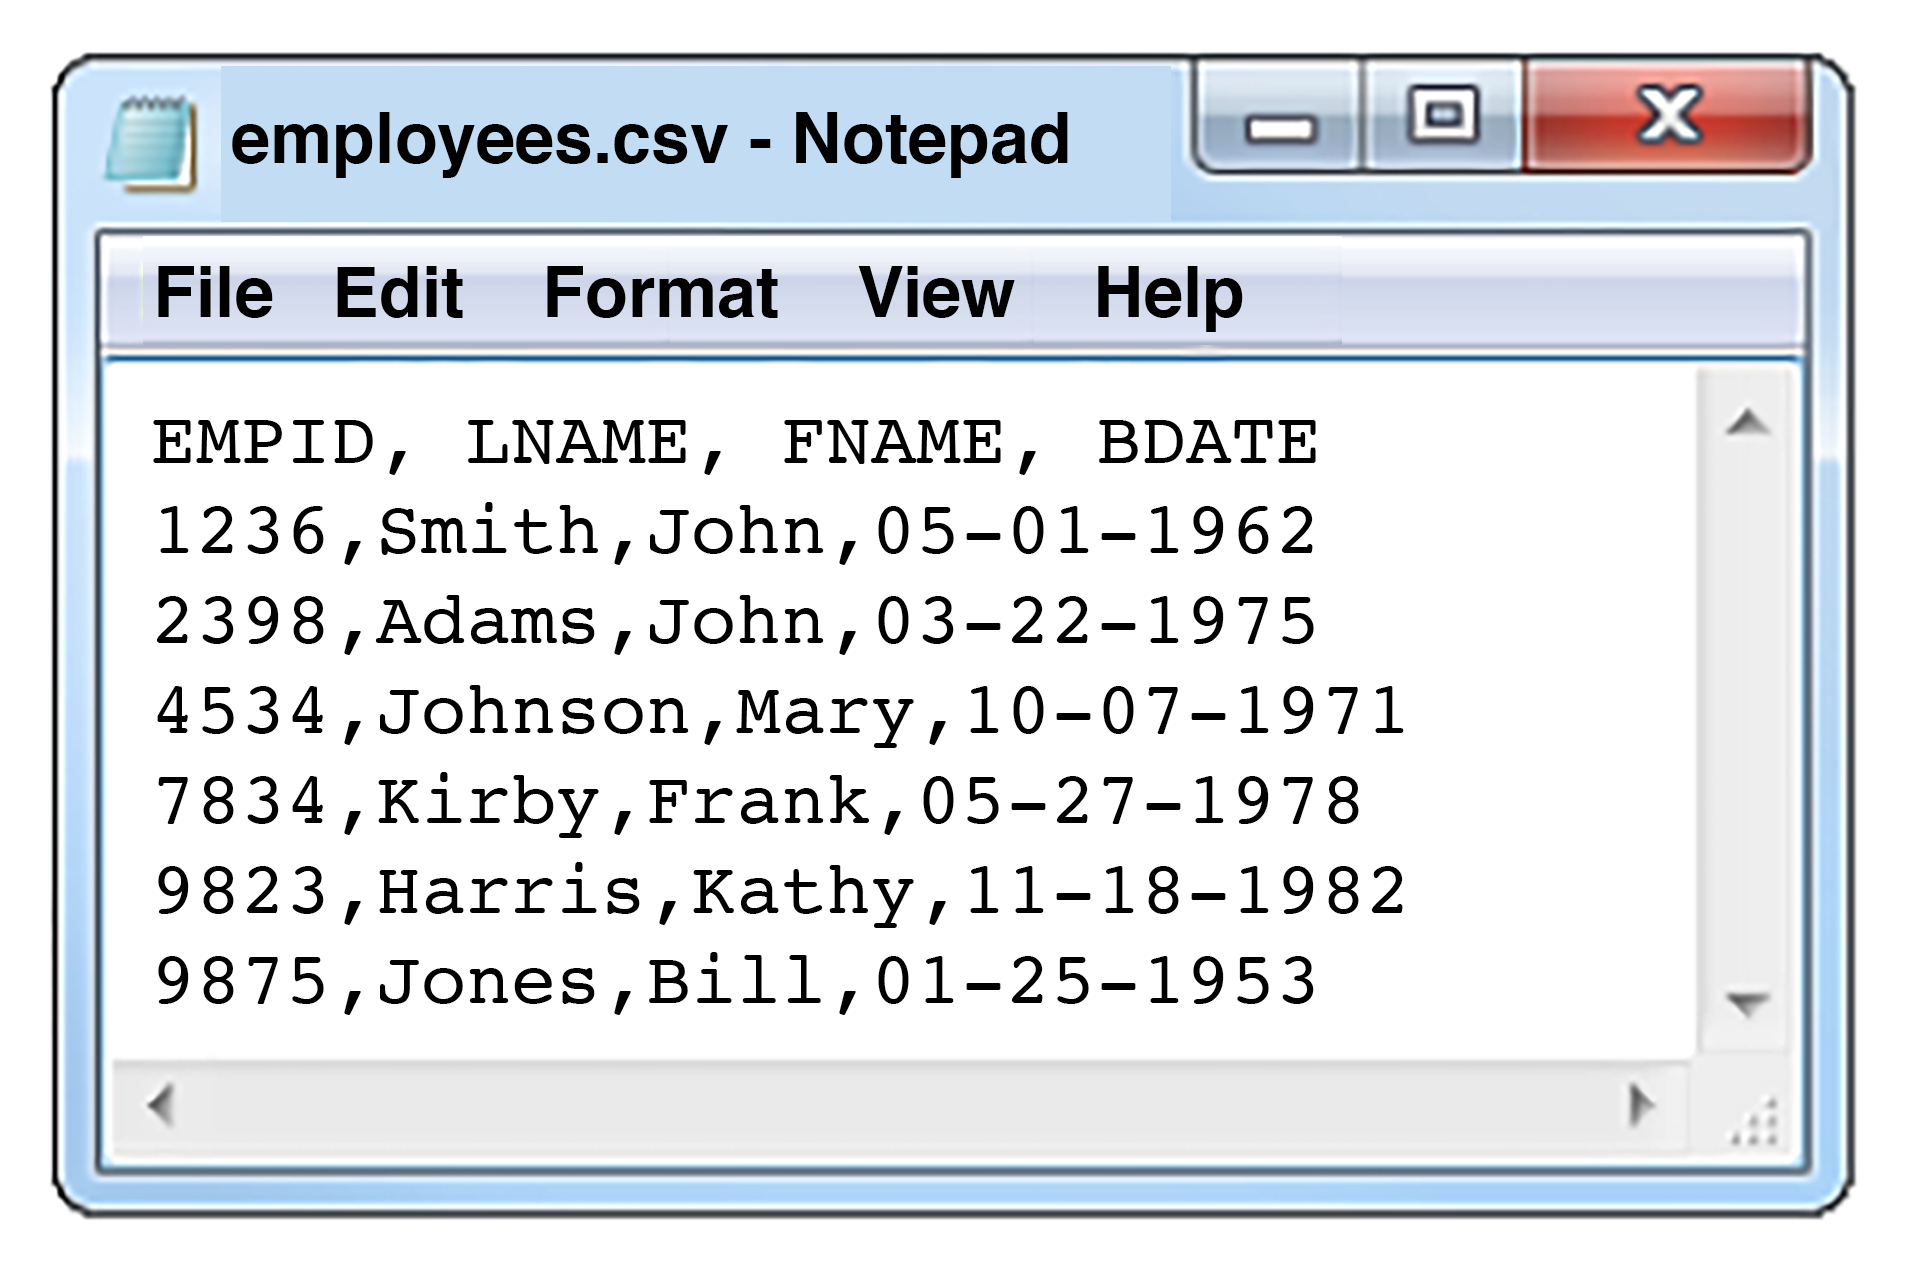 employees.csv - Notepad
File Edit Format View Help
EMPID, LNAME, FNAME, BDATE
1236,Smith,John,05-01-1962
2398,Adams,John,03-22-1975
4534,Johnson,Mary,10-07-1971
7834,Kirby,Frank,05-27-1978
9823,Harris,Kathy,11-18-1982
9875,Jones,Bill,01-25-1953